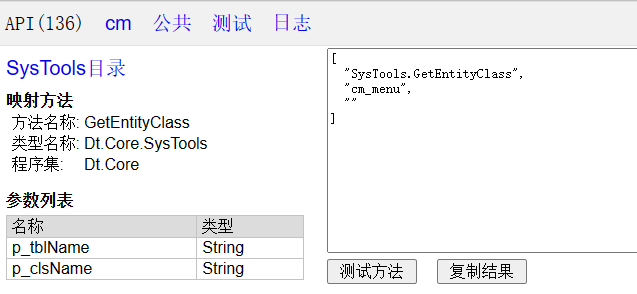 API(136) cm 公共 测试 日志
SysTools目录
映射方法
方法名称: GetEntityClass
类型名称: Dt.Core.SysTools
程序集: Dt.Core
参数列表
名称 类型
p_tblName String
p_clsName String
[
"SysTools.GetEntityClass",
"cm_menu",
""
]
测试方法 复制结果